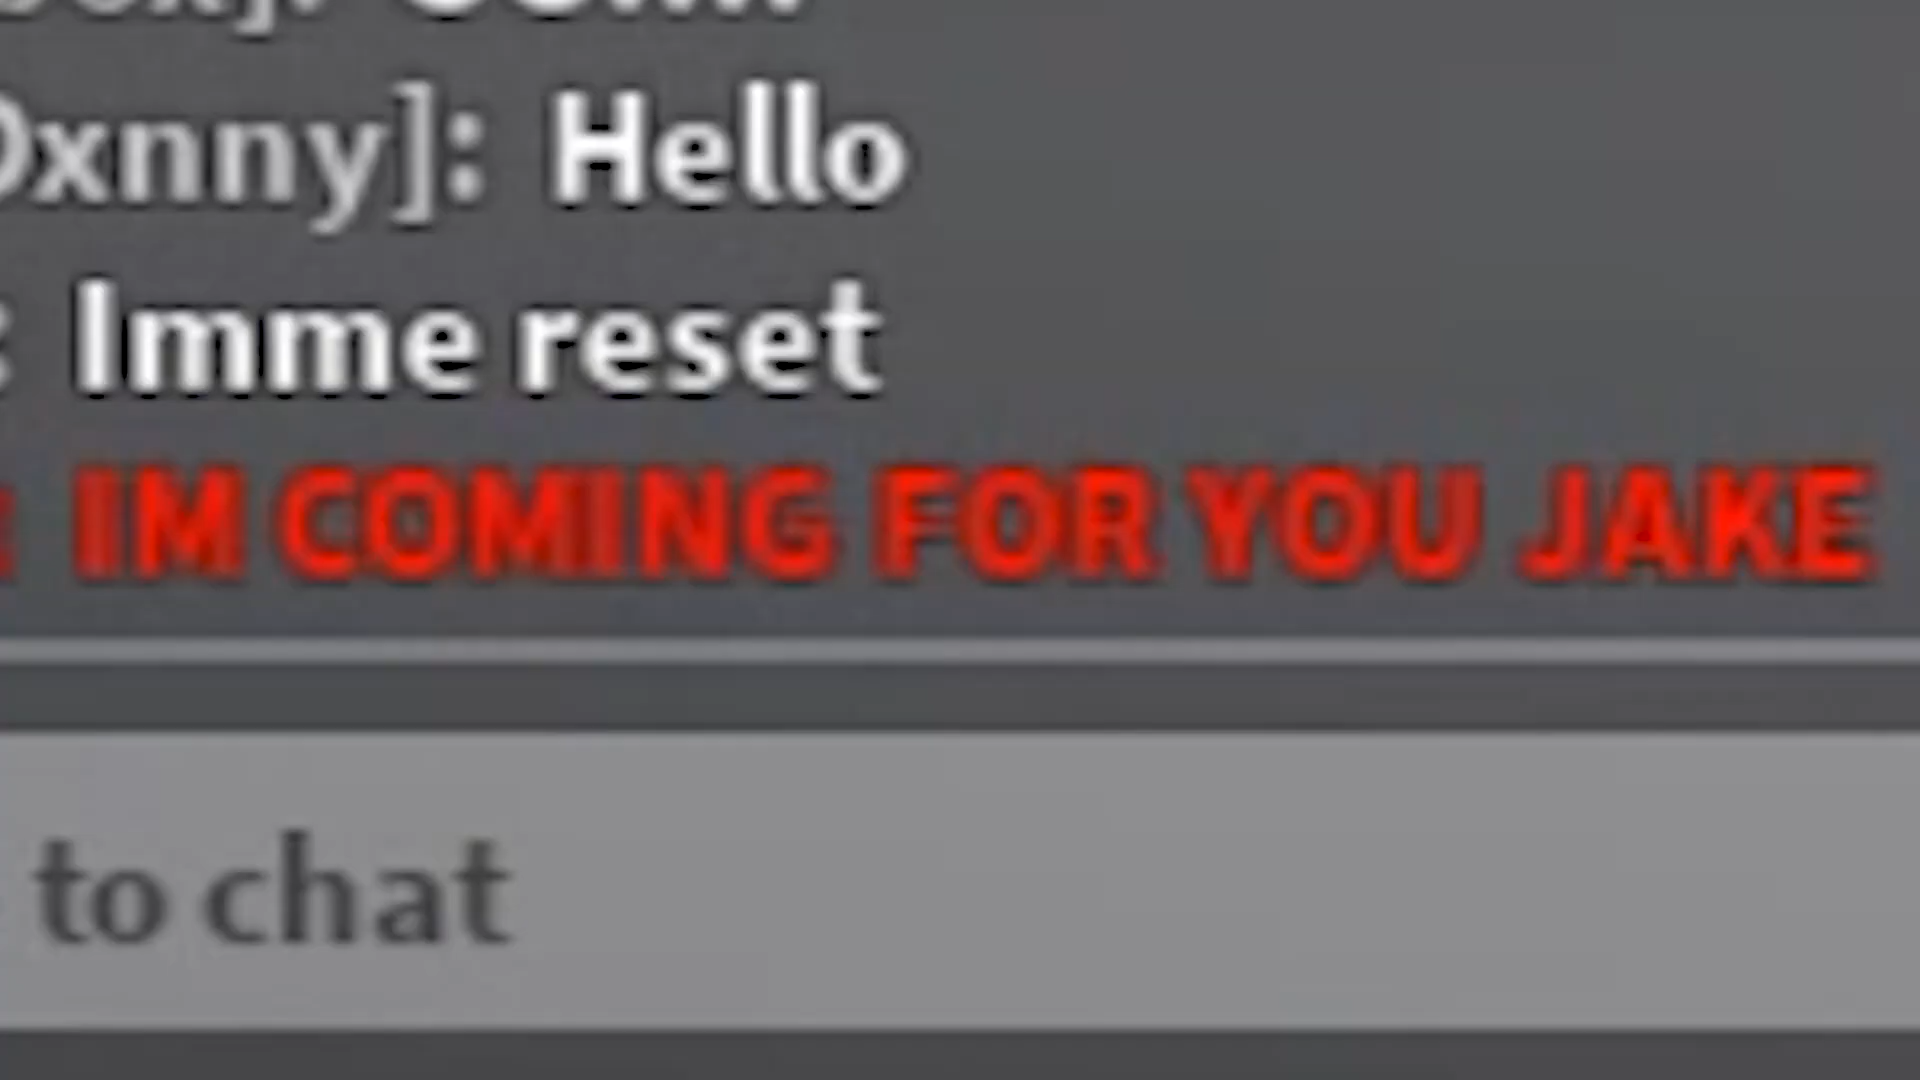 Oxnny]: Hello
: Imme reset
: IM COMING FOR YOU JAKE
to chat